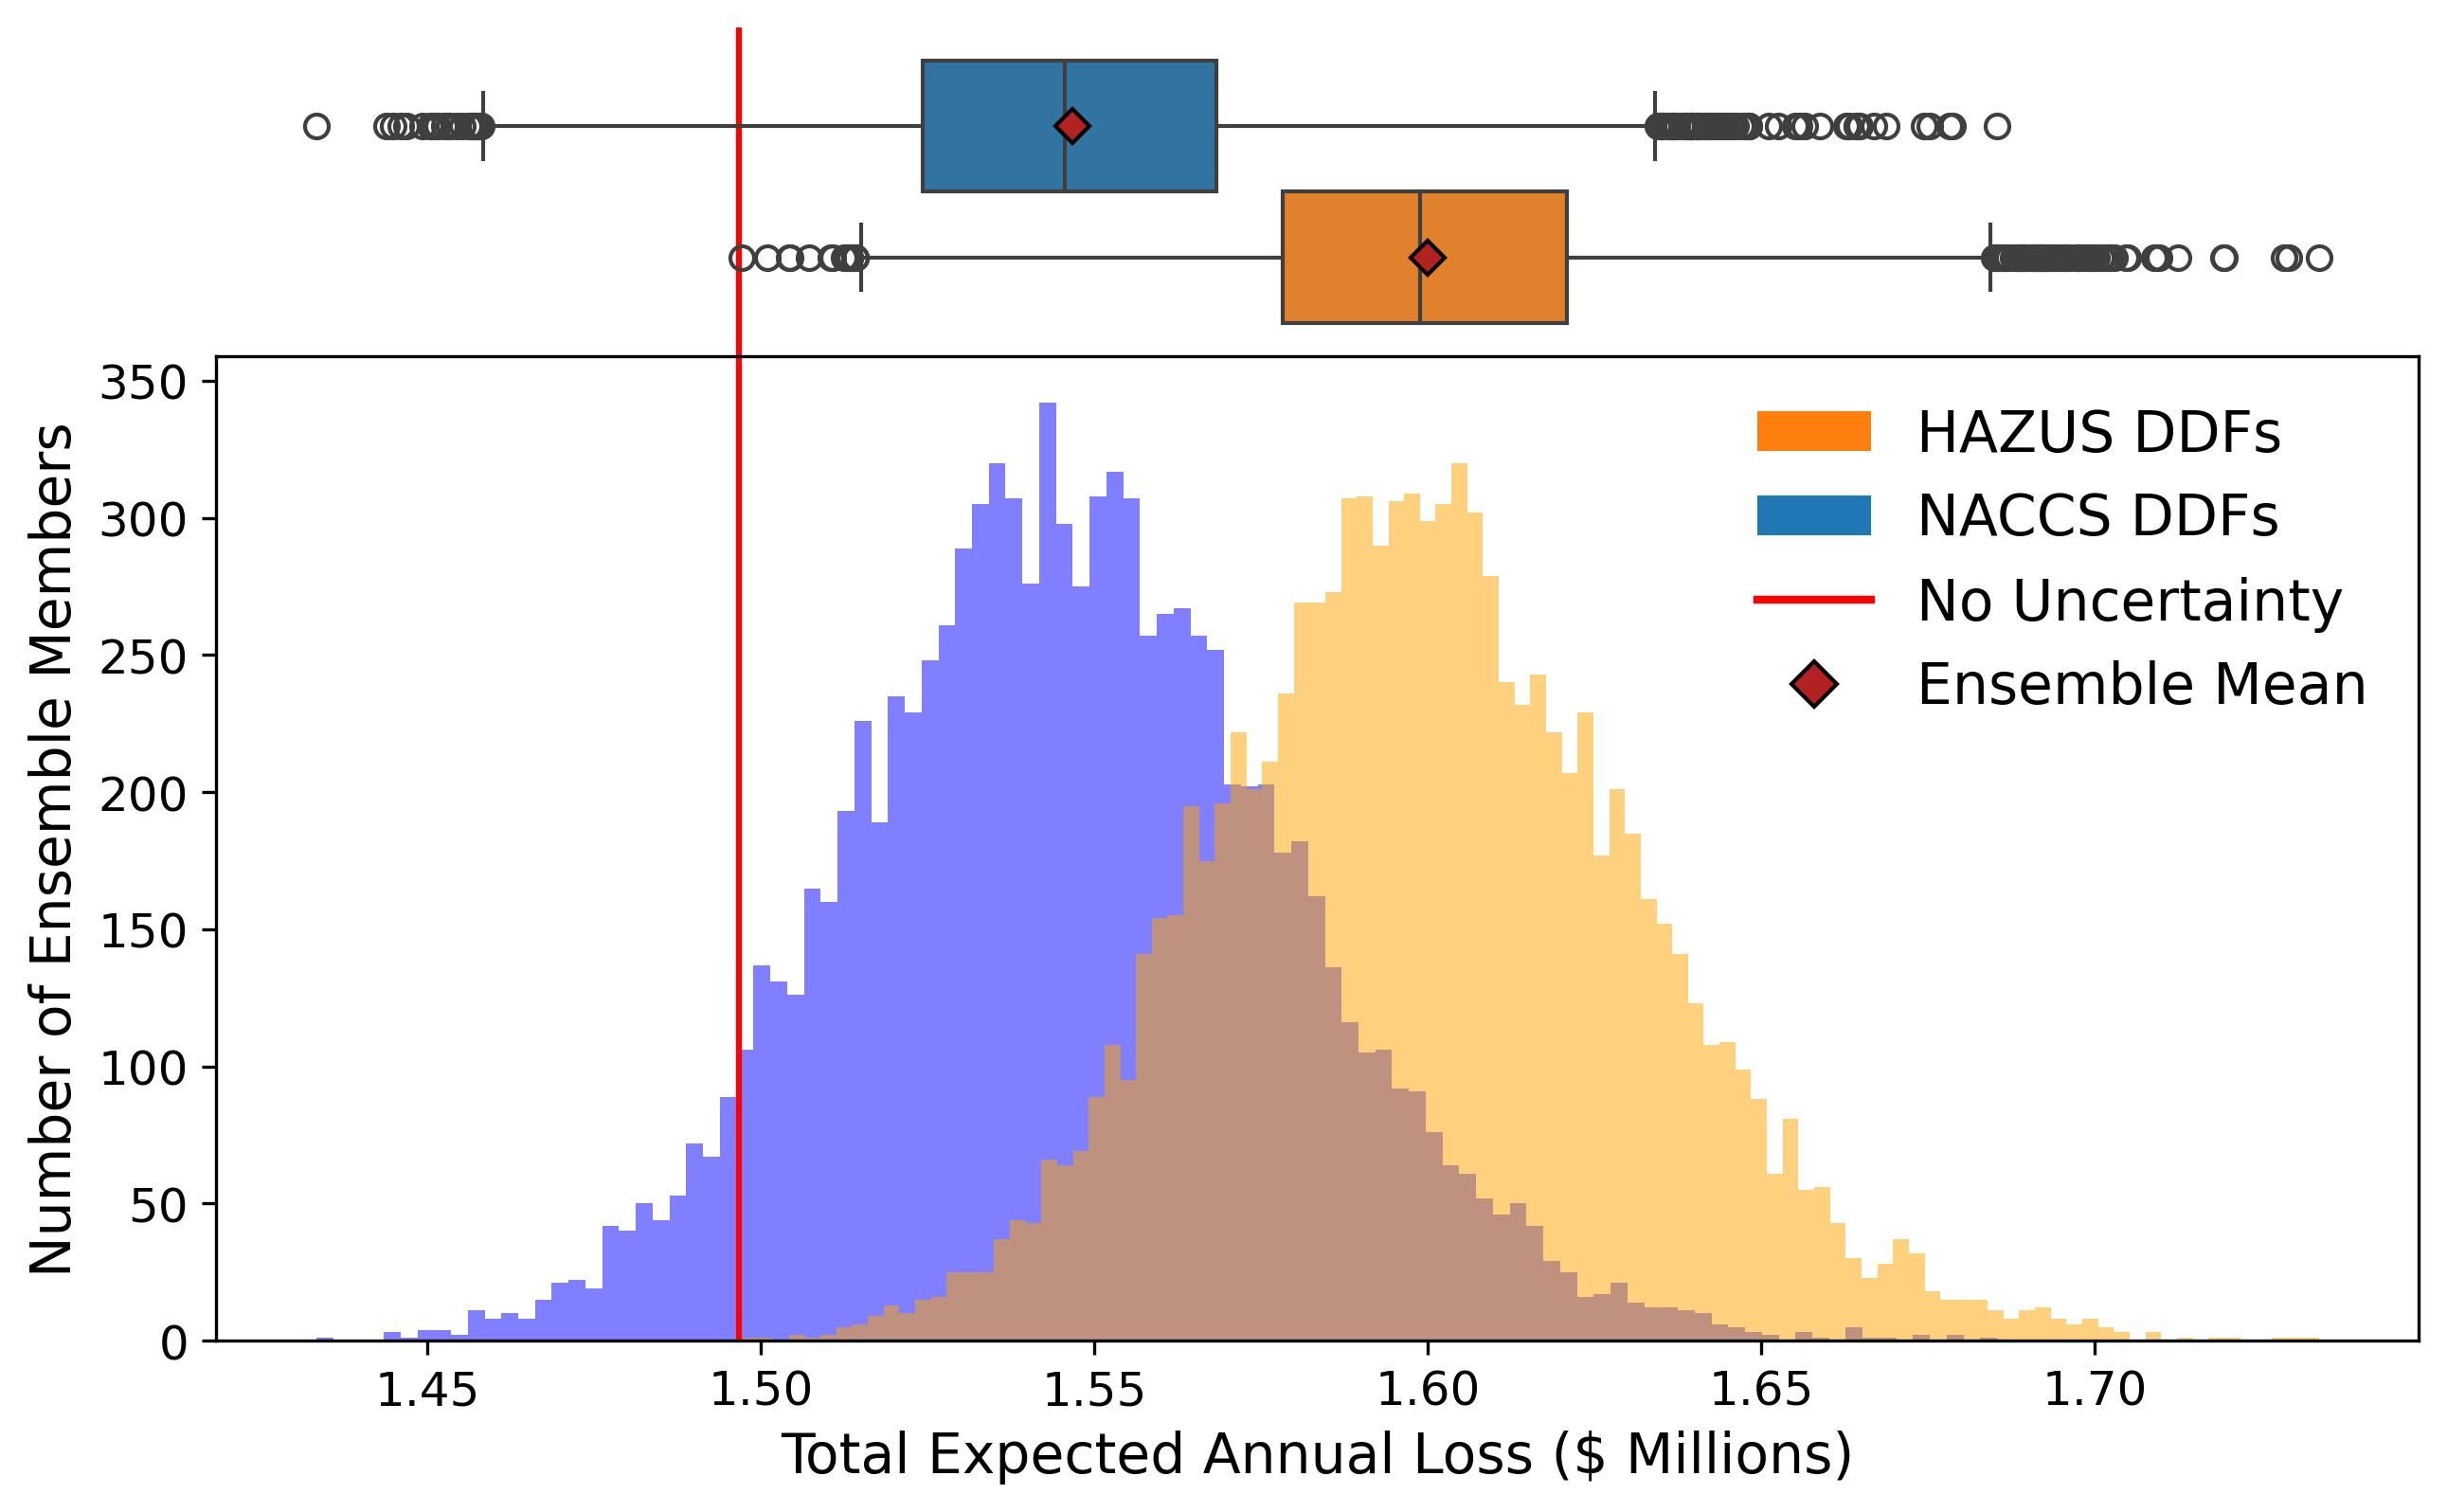 350
300
250
200
150
100
50
0
Number of Ensemble Members
HAZUS DDFs
NACCS DDFs
No Uncertainty
Ensemble Mean
1.45 1.50 1.55 1.60 1.65 1.70
Total Expected Annual Loss ($ Millions)